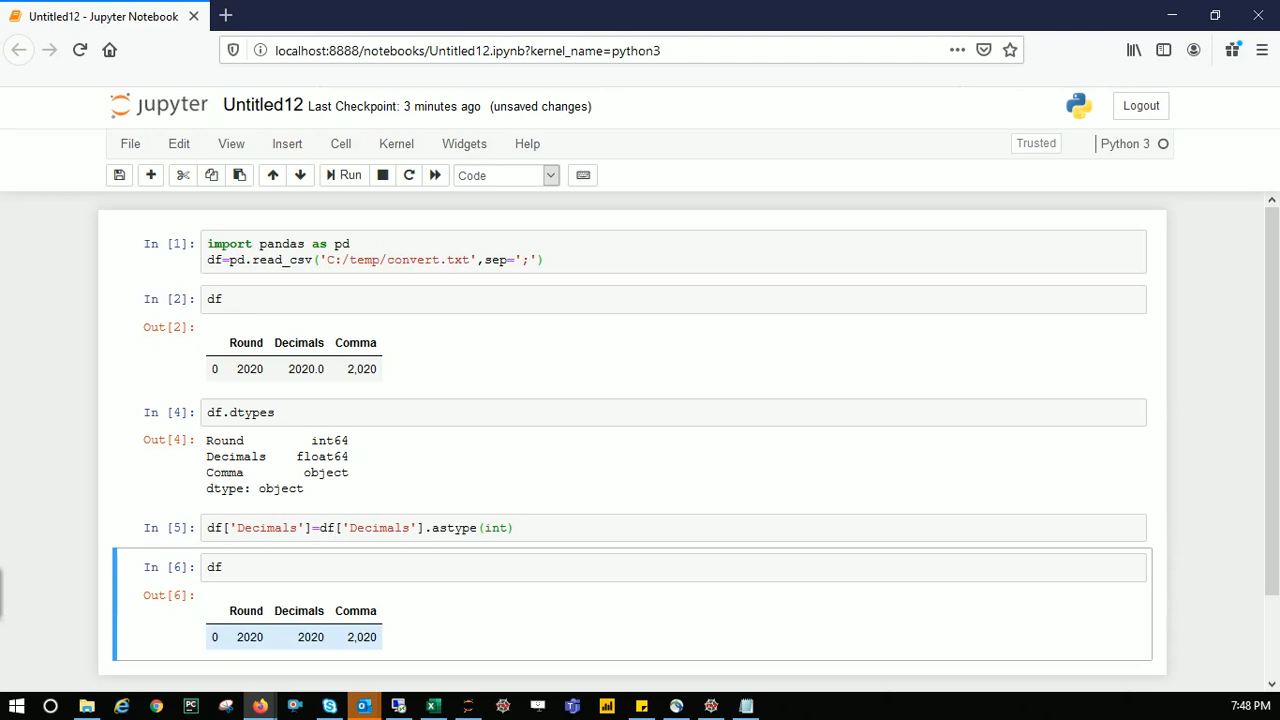 Untitled12 - Jupyter Notebook
localhost:8888/notebooks/Untitled12.ipynb?kernel_name=python3
jupyter Untitled12 Last Checkpoint: 3 minutes ago (unsaved changes) Logout
File Edit View Insert Cell Kernel Widgets Help Trusted Python 3
Run Code
In [1]: import pandas as pd
df=pd.read_csv('C:/temp/convert.txt',sep=';')
In [2]: df
Out[2]:
Round Decimals Comma
0 2020 2020.0 2,020
In [4]: df.dtypes
Out[4]: Round int64
Decimals float64
Comma object
dtype: object
In [5]: df['Decimals']=df['Decimals'].astype(int)
In [6]: df
Out[6]:
Round Decimals Comma
0 2020 2020 2,020
7:48 PM